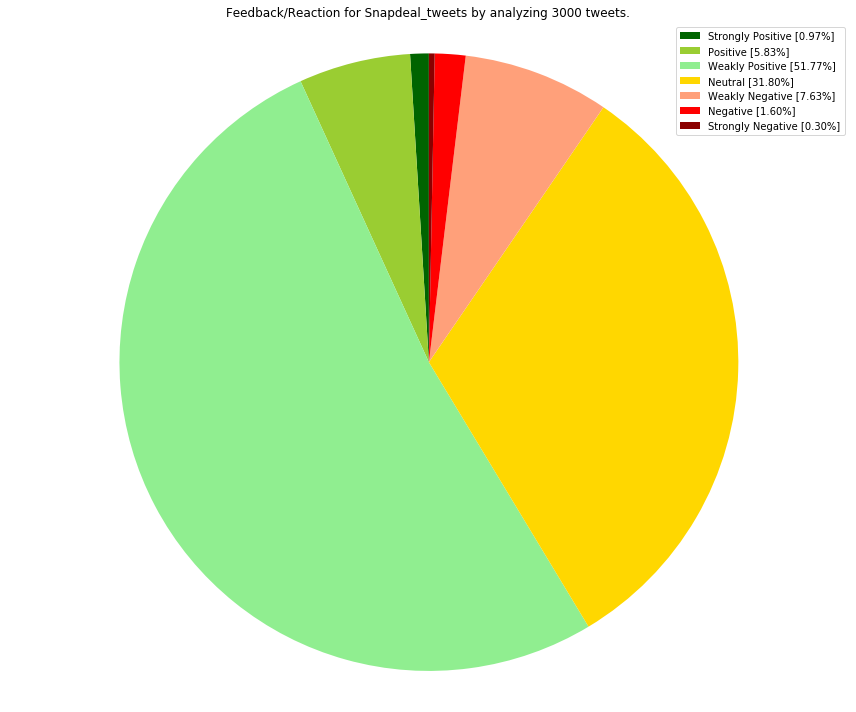 Feedback/Reaction for Snapdeal_tweets by analyzing 3000 tweets.
Strongly Positive [0.97%]
Positive [5.83%]
Weakly Positive [51.77%]
Neutral [31.80%]
Weakly Negative [7.63%]
Negative [1.60%]
Strongly Negative [0.30%]